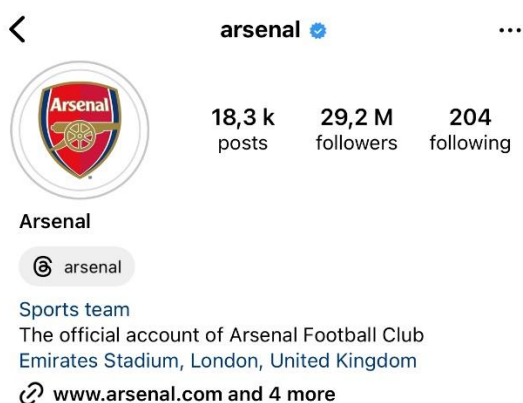 arsenal
Arsenal
18,3 k 29,2 M 204
posts followers following
Arsenal
arsenal
Sports team
The official account of Arsenal Football Club
Emirates Stadium, London, United Kingdom
www.arsenal.com and 4 more